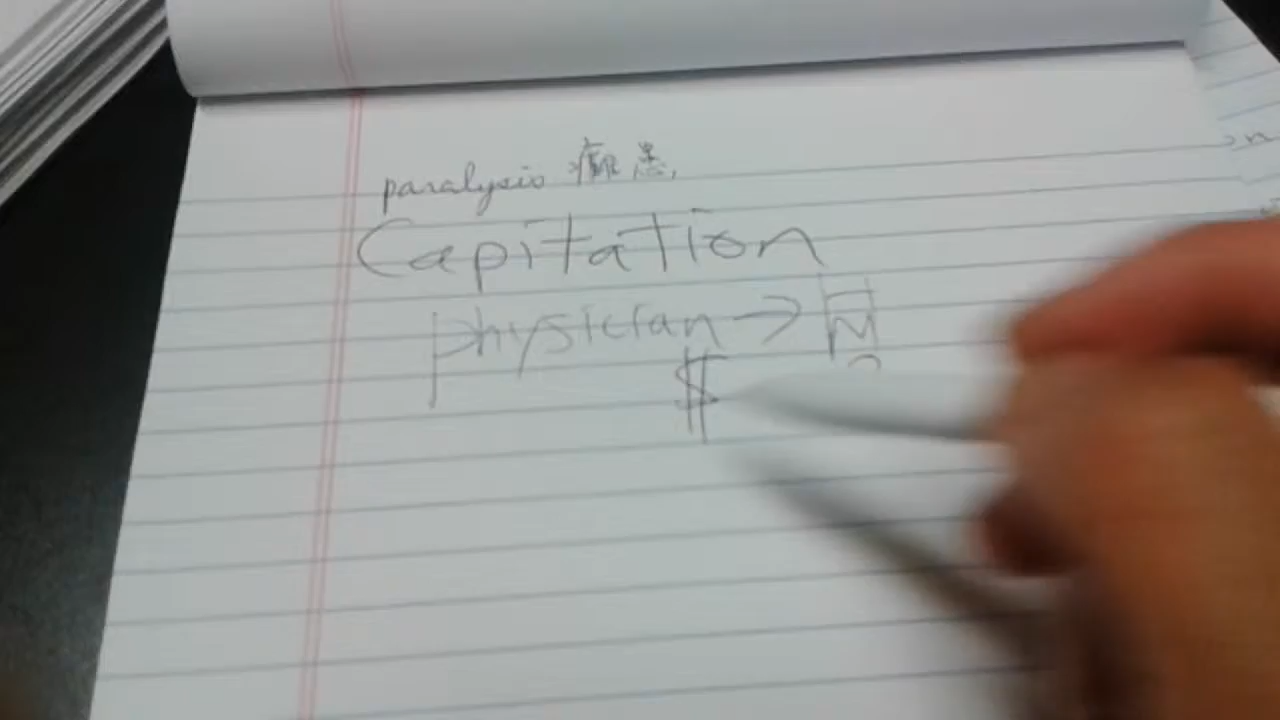 paralysis
Capitation
physician →
$